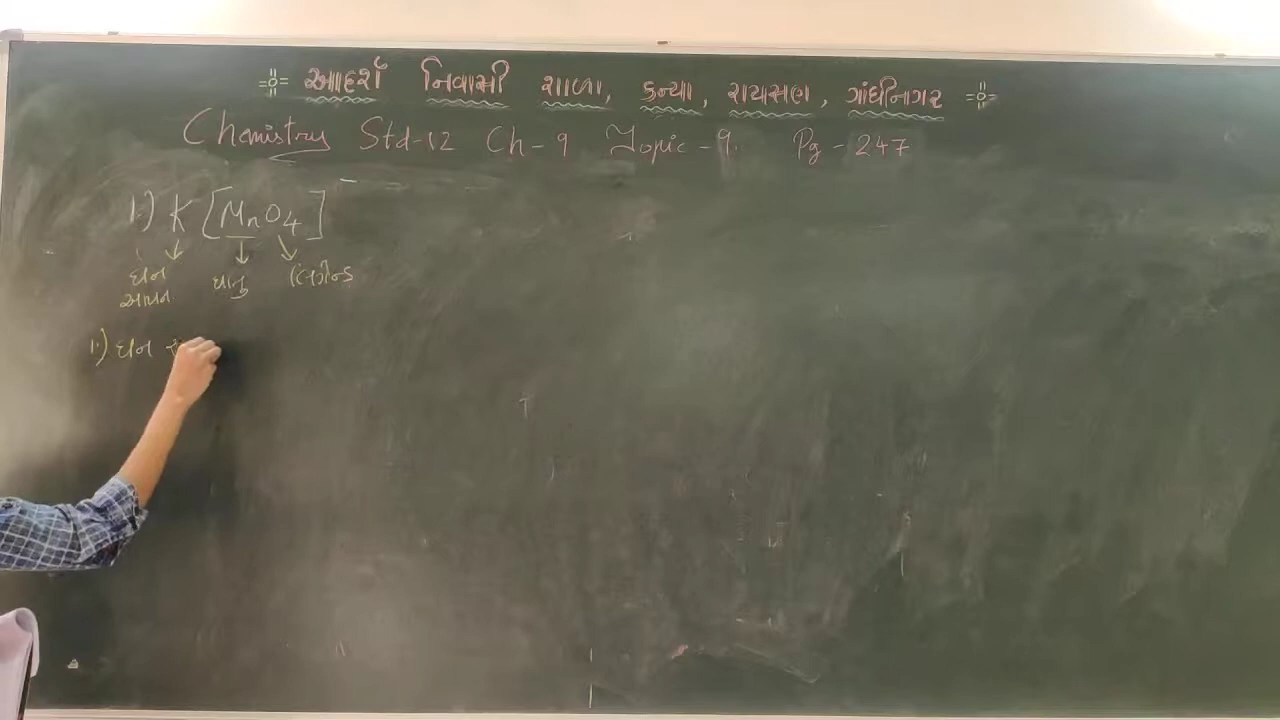 આદર્શ નિવાસી શાળા, કન્યા, રાયસણ, ગાંધીનગર
Chemistry Std-12 Ch-9 Topic-9. Pg-247
1.) K [MnO4]
ધન ધાતુ લિગેન્ડ
આયન
1.) ધન